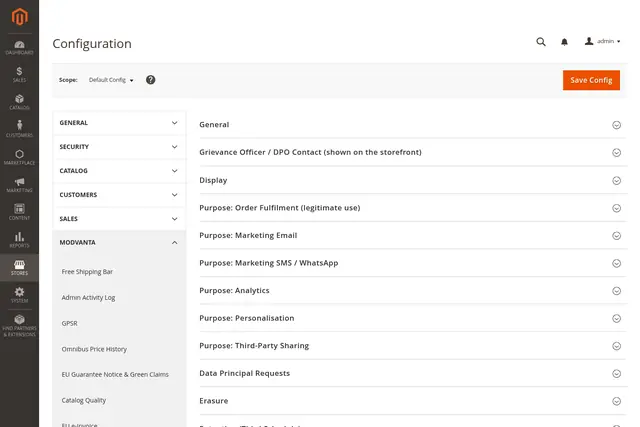 Configuration
admin
Scope:
Default Config
?
Save Config
DASHBOARD
SALES
CATALOG
CUSTOMERS
MARKETPLACE
MARKETING
CONTENT
REPORTS
STORES
SYSTEM
FIND PARTNERS
& EXTENSIONS
GENERAL
SECURITY
CATALOG
CUSTOMERS
SALES
MODVANTA
Free Shipping Bar
Admin Activity Log
GPSR
Omnibus Price History
EU Guarantee Notice & Green Claims
Catalog Quality
EU e-invoice
General
Grievance Officer / DPO Contact (shown on the storefront)
Display
Purpose: Order Fulfilment (legitimate use)
Purpose: Marketing Email
Purpose: Marketing SMS / WhatsApp
Purpose: Analytics
Purpose: Personalisation
Purpose: Third-Party Sharing
Data Principal Requests
Erasure